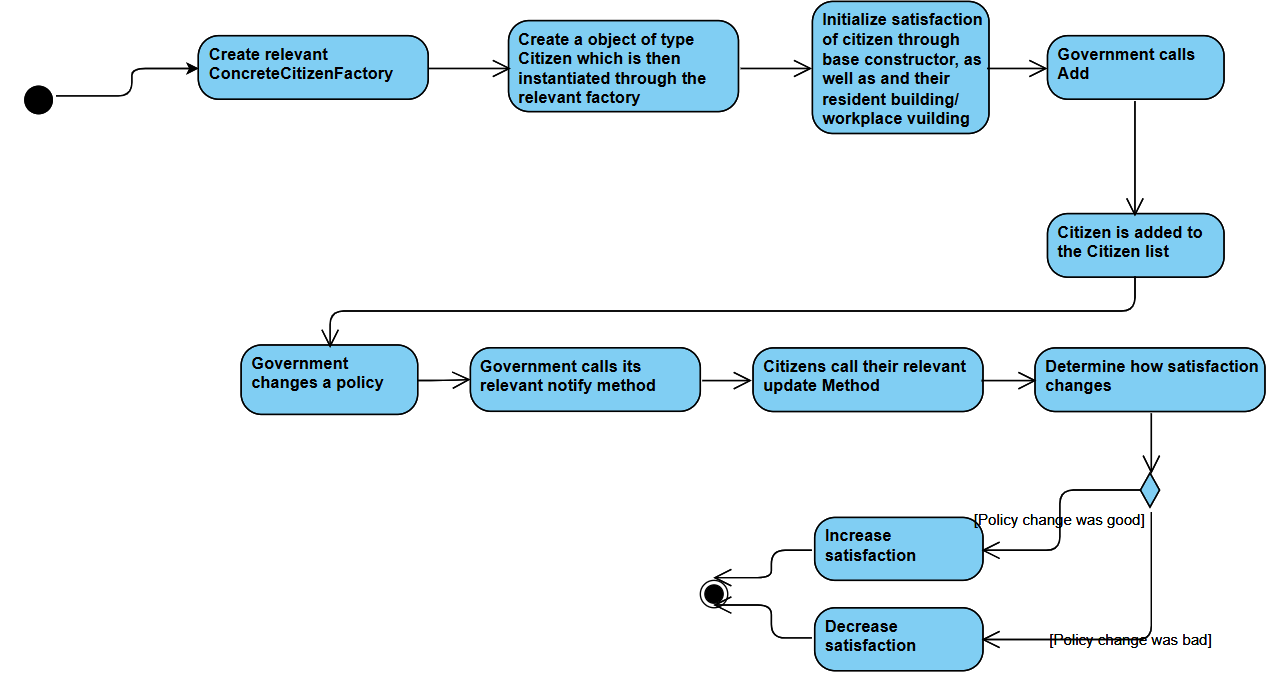 Create relevant
ConcreteCitizenFactory
Create a object of type
Citizen which is then
instantiated through the
relevant factory
Initialize satisfaction
of citizen through
base constructor, as
well as and their
resident building/
workplace vuilding
Government calls
Add
Citizen is added to
the Citizen list
Government
changes a policy
Government calls its
relevant notify method
Citizens call their relevant
update Method
Determine how satisfaction
changes
[Policy change was good]
Increase
satisfaction
Decrease
satisfaction
[Policy change was bad]